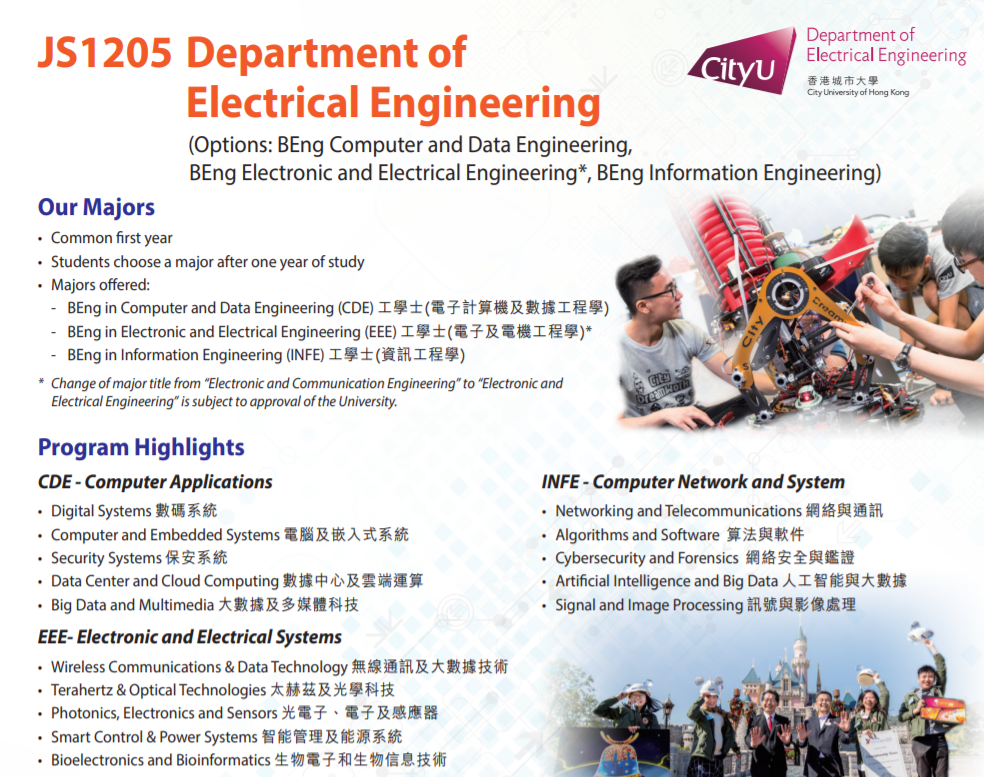 JS1205 Department of
Electrical Engineering
(Options: BEng Computer and Data Engineering,
BEng Electronic and Electrical Engineering*, BEng Information Engineering)
CityU
Department of
Electrical Engineering
香港城市大學
City University of Hong Kong
Our Majors
• Common first year
• Students choose a major after one year of study
• Majors offered:
- BEng in Computer and Data Engineering (CDE) 工學士(電子計算機及數據工程學)
- BEng in Electronic and Electrical Engineering (EEE) 工學士(電子及電機工程學)*
- BEng in Information Engineering (INFE) 工學士(資訊工程學)
* Change of major title from “Electronic and Communication Engineering” to “Electronic and
Electrical Engineering” is subject to approval of the University.
City
Dream
City
Program Highlights
CDE - Computer Applications
• Digital Systems 數碼系統
• Computer and Embedded Systems 電腦及嵌入式系統
• Security Systems 保安系統
• Data Center and Cloud Computing 數據中心及雲端運算
• Big Data and Multimedia 大數據及多媒體科技
EEE- Electronic and Electrical Systems
• Wireless Communications & Data Technology 無線通訊及大數據技術
• Terahertz & Optical Technologies 太赫茲及光學科技
• Photonics, Electronics and Sensors 光電子、電子及感應器
• Smart Control & Power Systems 智能管理及能源系統
• Bioelectronics and Bioinformatics 生物電子和生物信息技術
INFE - Computer Network and System
• Networking and Telecommunications 網絡與通訊
• Algorithms and Software 算法與軟件
• Cybersecurity and Forensics 網絡安全與鑑證
• Artificial Intelligence and Big Data 人工智能與大數據
• Signal and Image Processing 訊號與影像處理